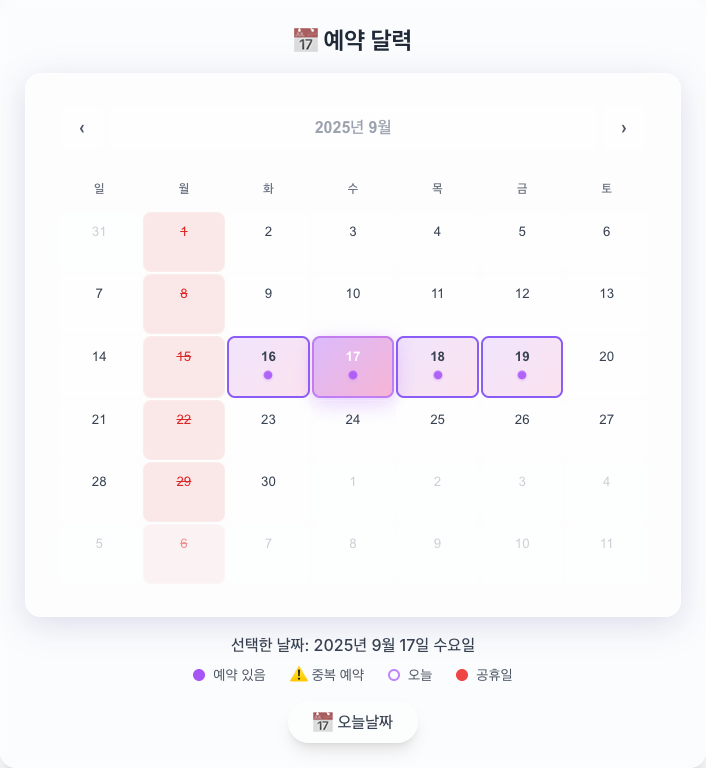 17 예약 달력
‹ 2025년 9월 ›
일 월 화 수 목 금 토
31 1 2 3 4 5 6
7 8 9 10 11 12 13
14 15 16 17 18 19 20
21 22 23 24 25 26 27
28 29 30 1 2 3 4
5 6 7 8 9 10 11
선택한 날짜: 2025년 9월 17일 수요일
예약 있음 중복 예약 오늘 공휴일
17 오늘날짜